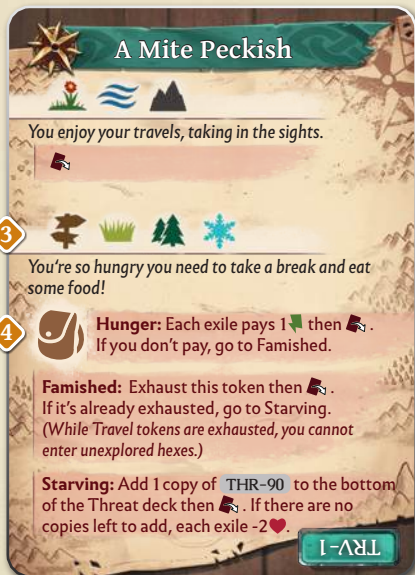 A Mite Peckish
You enjoy your travels, taking in the sights.
3
You're so hungry you need to take a break and eat
some food!
4
Hunger: Each exile pays 1 then .
If you don't pay, go to Famished.
Famished: Exhaust this token then .
If it's already exhausted, go to Starving.
(While Travel tokens are exhausted, you cannot
enter unexplored hexes.)
Starving: Add 1 copy of THR-90 to the bottom
of the Threat deck then . If there are no
copies left to add, each exile -2.
TRV-1